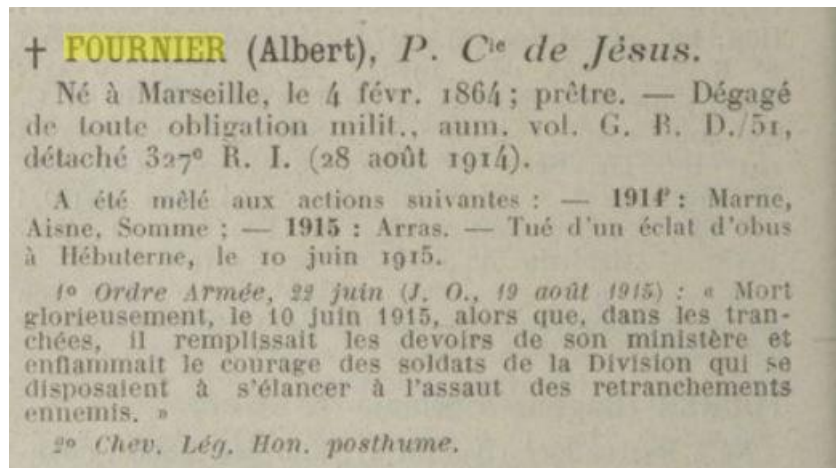 † FOURNIER (Albert), P. Cie de Jésus.
Né à Marseille, le 4 févr. 1864 ; prêtre. — Dégagé
de toute obligation milit., aum. vol. G. B. D./51,
détaché 327e R. I. (28 août 1914).
A été mêlé aux actions suivantes : — 1914 : Marne,
Aisne, Somme ; — 1915 : Arras. — Tué d'un éclat d'obus
à Hébuterne, le 10 juin 1915.
1o Ordre Armée, 22 juin (J. O., 19 août 1915) : « Mort
glorieusement, le 10 juin 1915, alors que, dans les tran-
chées, il remplissait les devoirs de son ministère et
enflammait le courage des soldats de la Division qui se
disposaient à s'élancer à l'assaut des retranchements
ennemis. »
2o Chev. Lég. Hon. posthume.